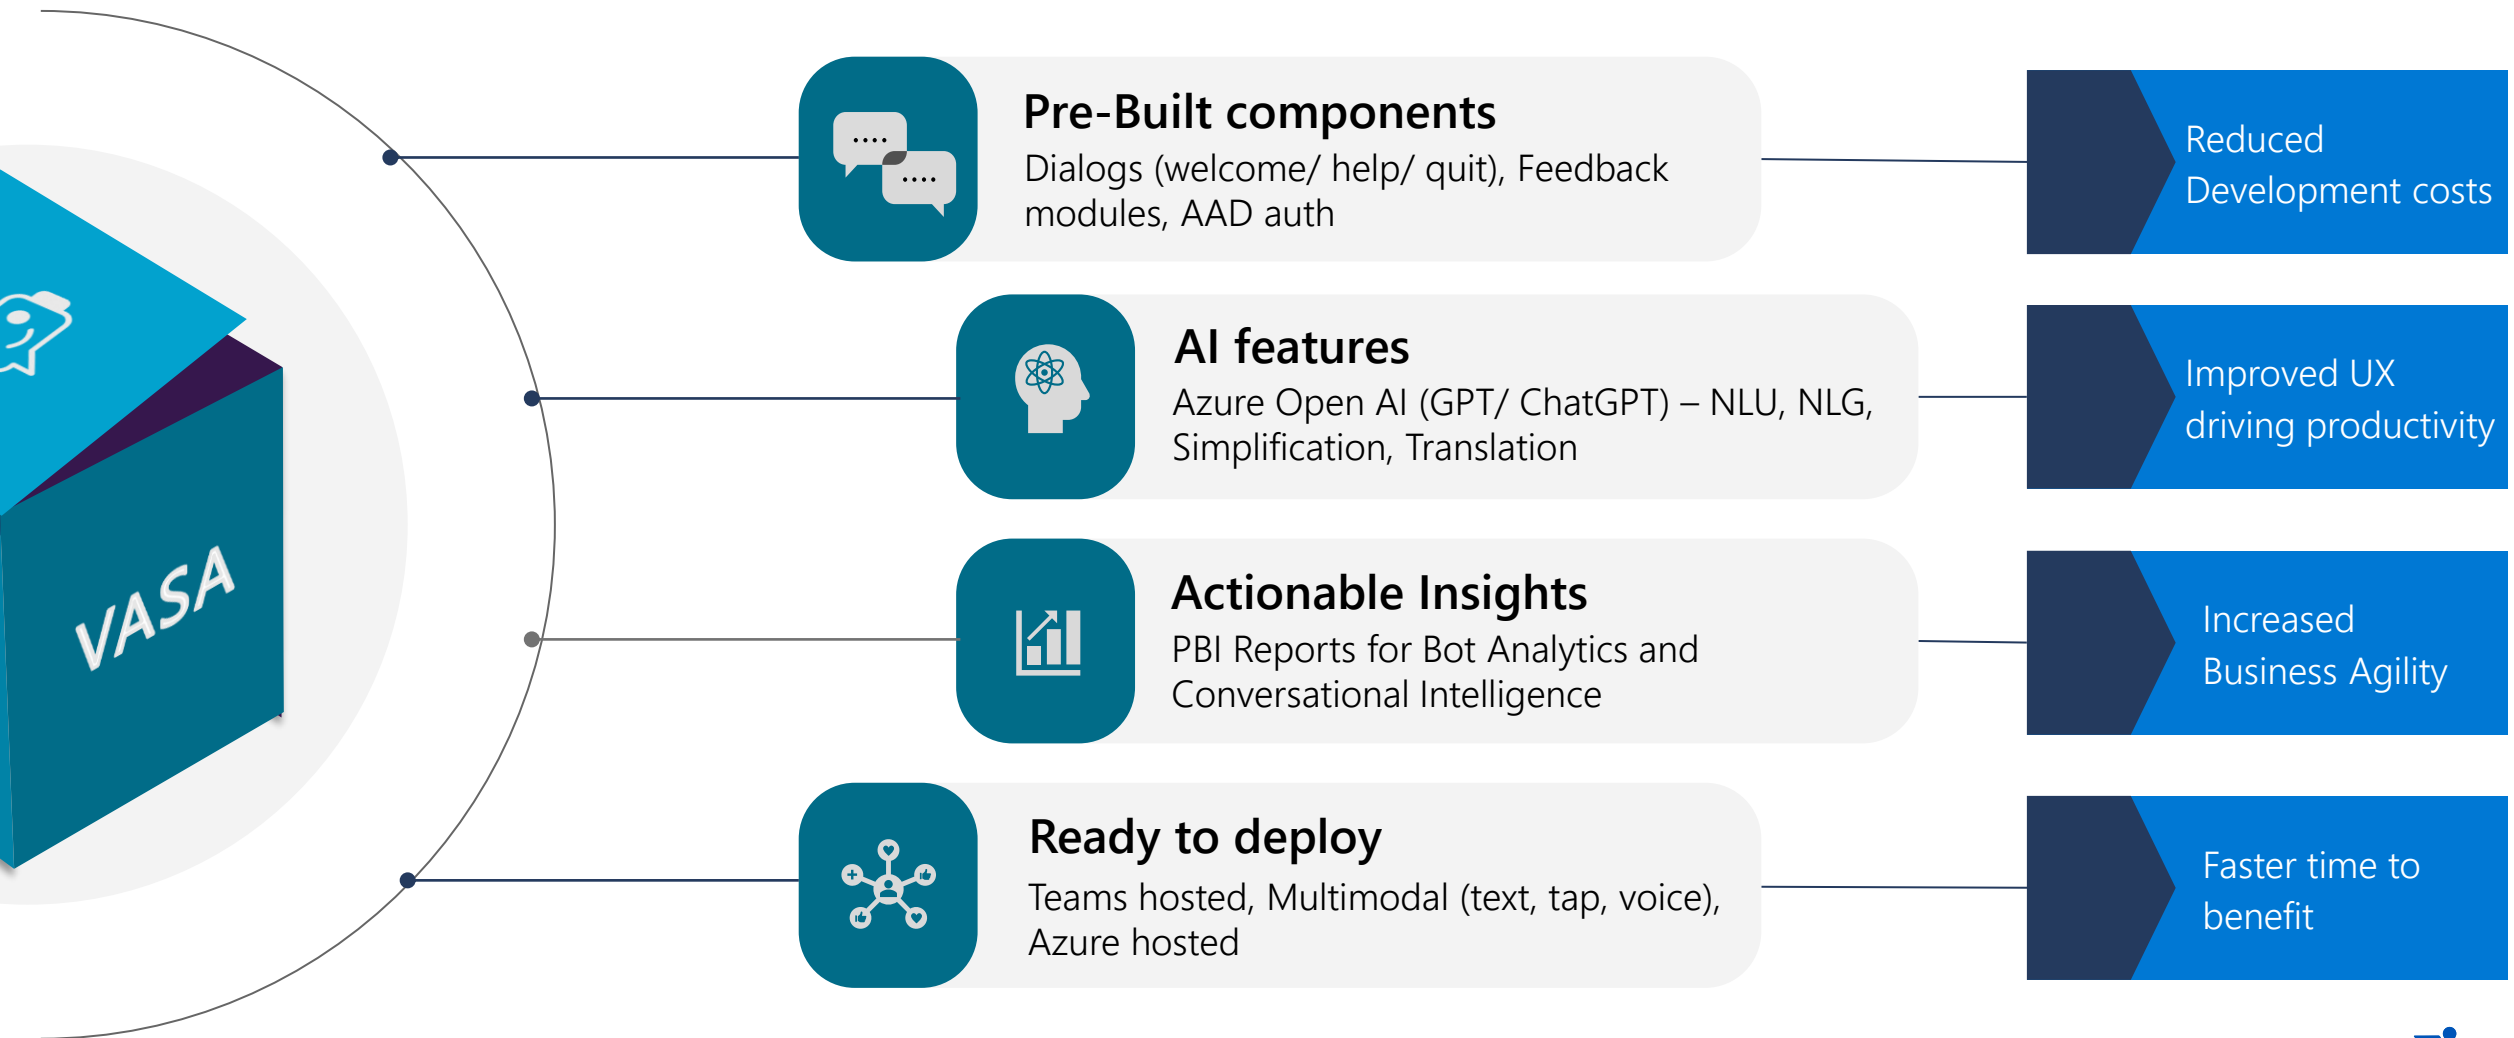 VASA
Pre-Built components
Dialogs (welcome/ help/ quit), Feedback
modules, AAD auth
Reduced
Development costs
AI features
Azure Open AI (GPT/ ChatGPT) – NLU, NLG,
Simplification, Translation
Improved UX
driving productivity
Actionable Insights
PBI Reports for Bot Analytics and
Conversational Intelligence
Increased
Business Agility
Ready to deploy
Teams hosted, Multimodal (text, tap, voice),
Azure hosted
Faster time to
benefit